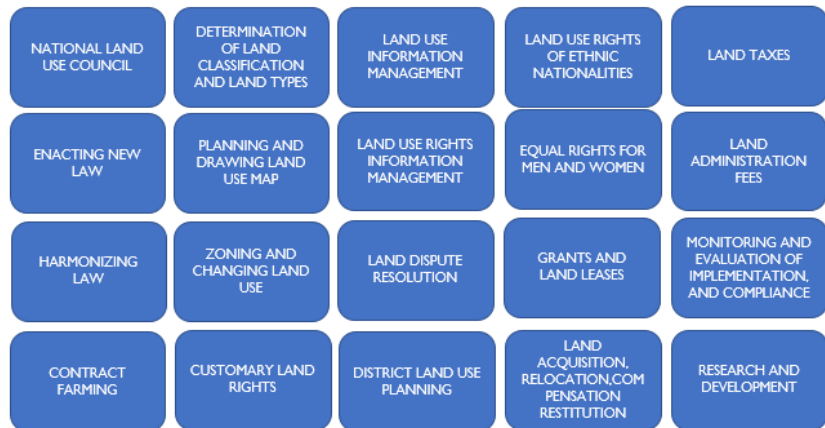 NATIONAL LAND
USE COUNCIL
DETERMINATION
OF LAND
CLASSIFICATION
AND LAND TYPES
LAND USE
INFORMATION
MANAGEMENT
LAND USE RIGHTS
OF ETHNIC
NATIONALITIES
LAND TAXES
ENACTING NEW
LAW
PLANNING AND
DRAWING LAND
USE MAP
LAND USE RIGHTS
INFORMATION
MANAGEMENT
EQUAL RIGHTS FOR
MEN AND WOMEN
LAND
ADMINISTRATION
FEES
HARMONIZING
LAW
ZONING AND
CHANGING LAND
USE
LAND DISPUTE
RESOLUTION
GRANTS AND
LAND LEASES
MONITORING AND
EVALUATION OF
IMPLEMENTATION,
AND COMPLIANCE
CONTRACT
FARMING
CUSTOMARY LAND
RIGHTS
DISTRICT LAND USE
PLANNING
LAND
ACQUISITION,
RELOCATION,COM
PENSATION
RESTITUTION
RESEARCH AND
DEVELOPMENT